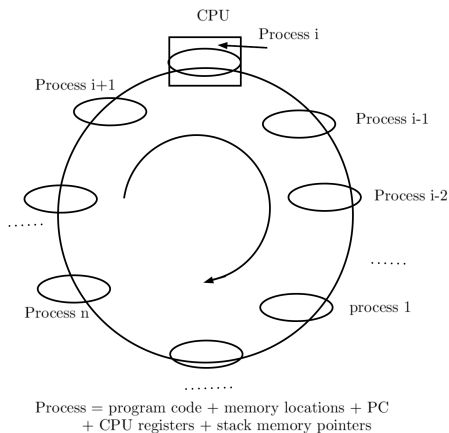 CPU
Process i
Process i+1
Process i-1
Process i-2
......
......
Process n
process 1
........
Process = program code + memory locations + PC
+ CPU registers + stack memory pointers